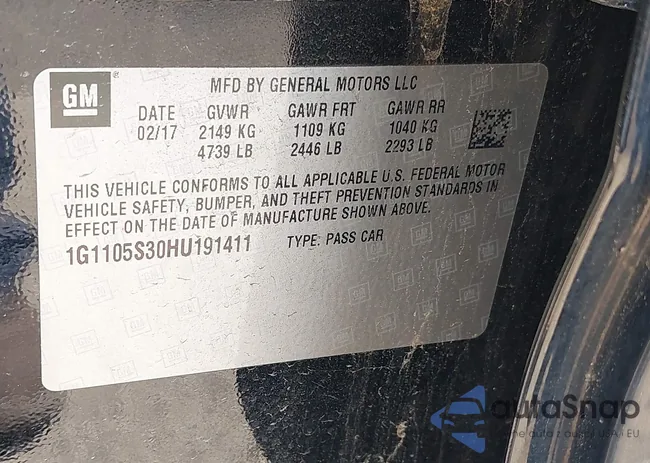 GM
MFD BY GENERAL MOTORS LLC
DATE GVWR GAWR FRT GAWR RR
02/17 2149 KG 1109 KG 1040 KG
4739 LB 2446 LB 2293 LB
THIS VEHICLE CONFORMS TO ALL APPLICABLE U.S. FEDERAL MOTOR
VEHICLE SAFETY, BUMPER, AND THEFT PREVENTION STANDARDS IN
EFFECT ON THE DATE OF MANUFACTURE SHOWN ABOVE.
1G1105S30HU191411 TYPE: PASS CAR
autoSnap